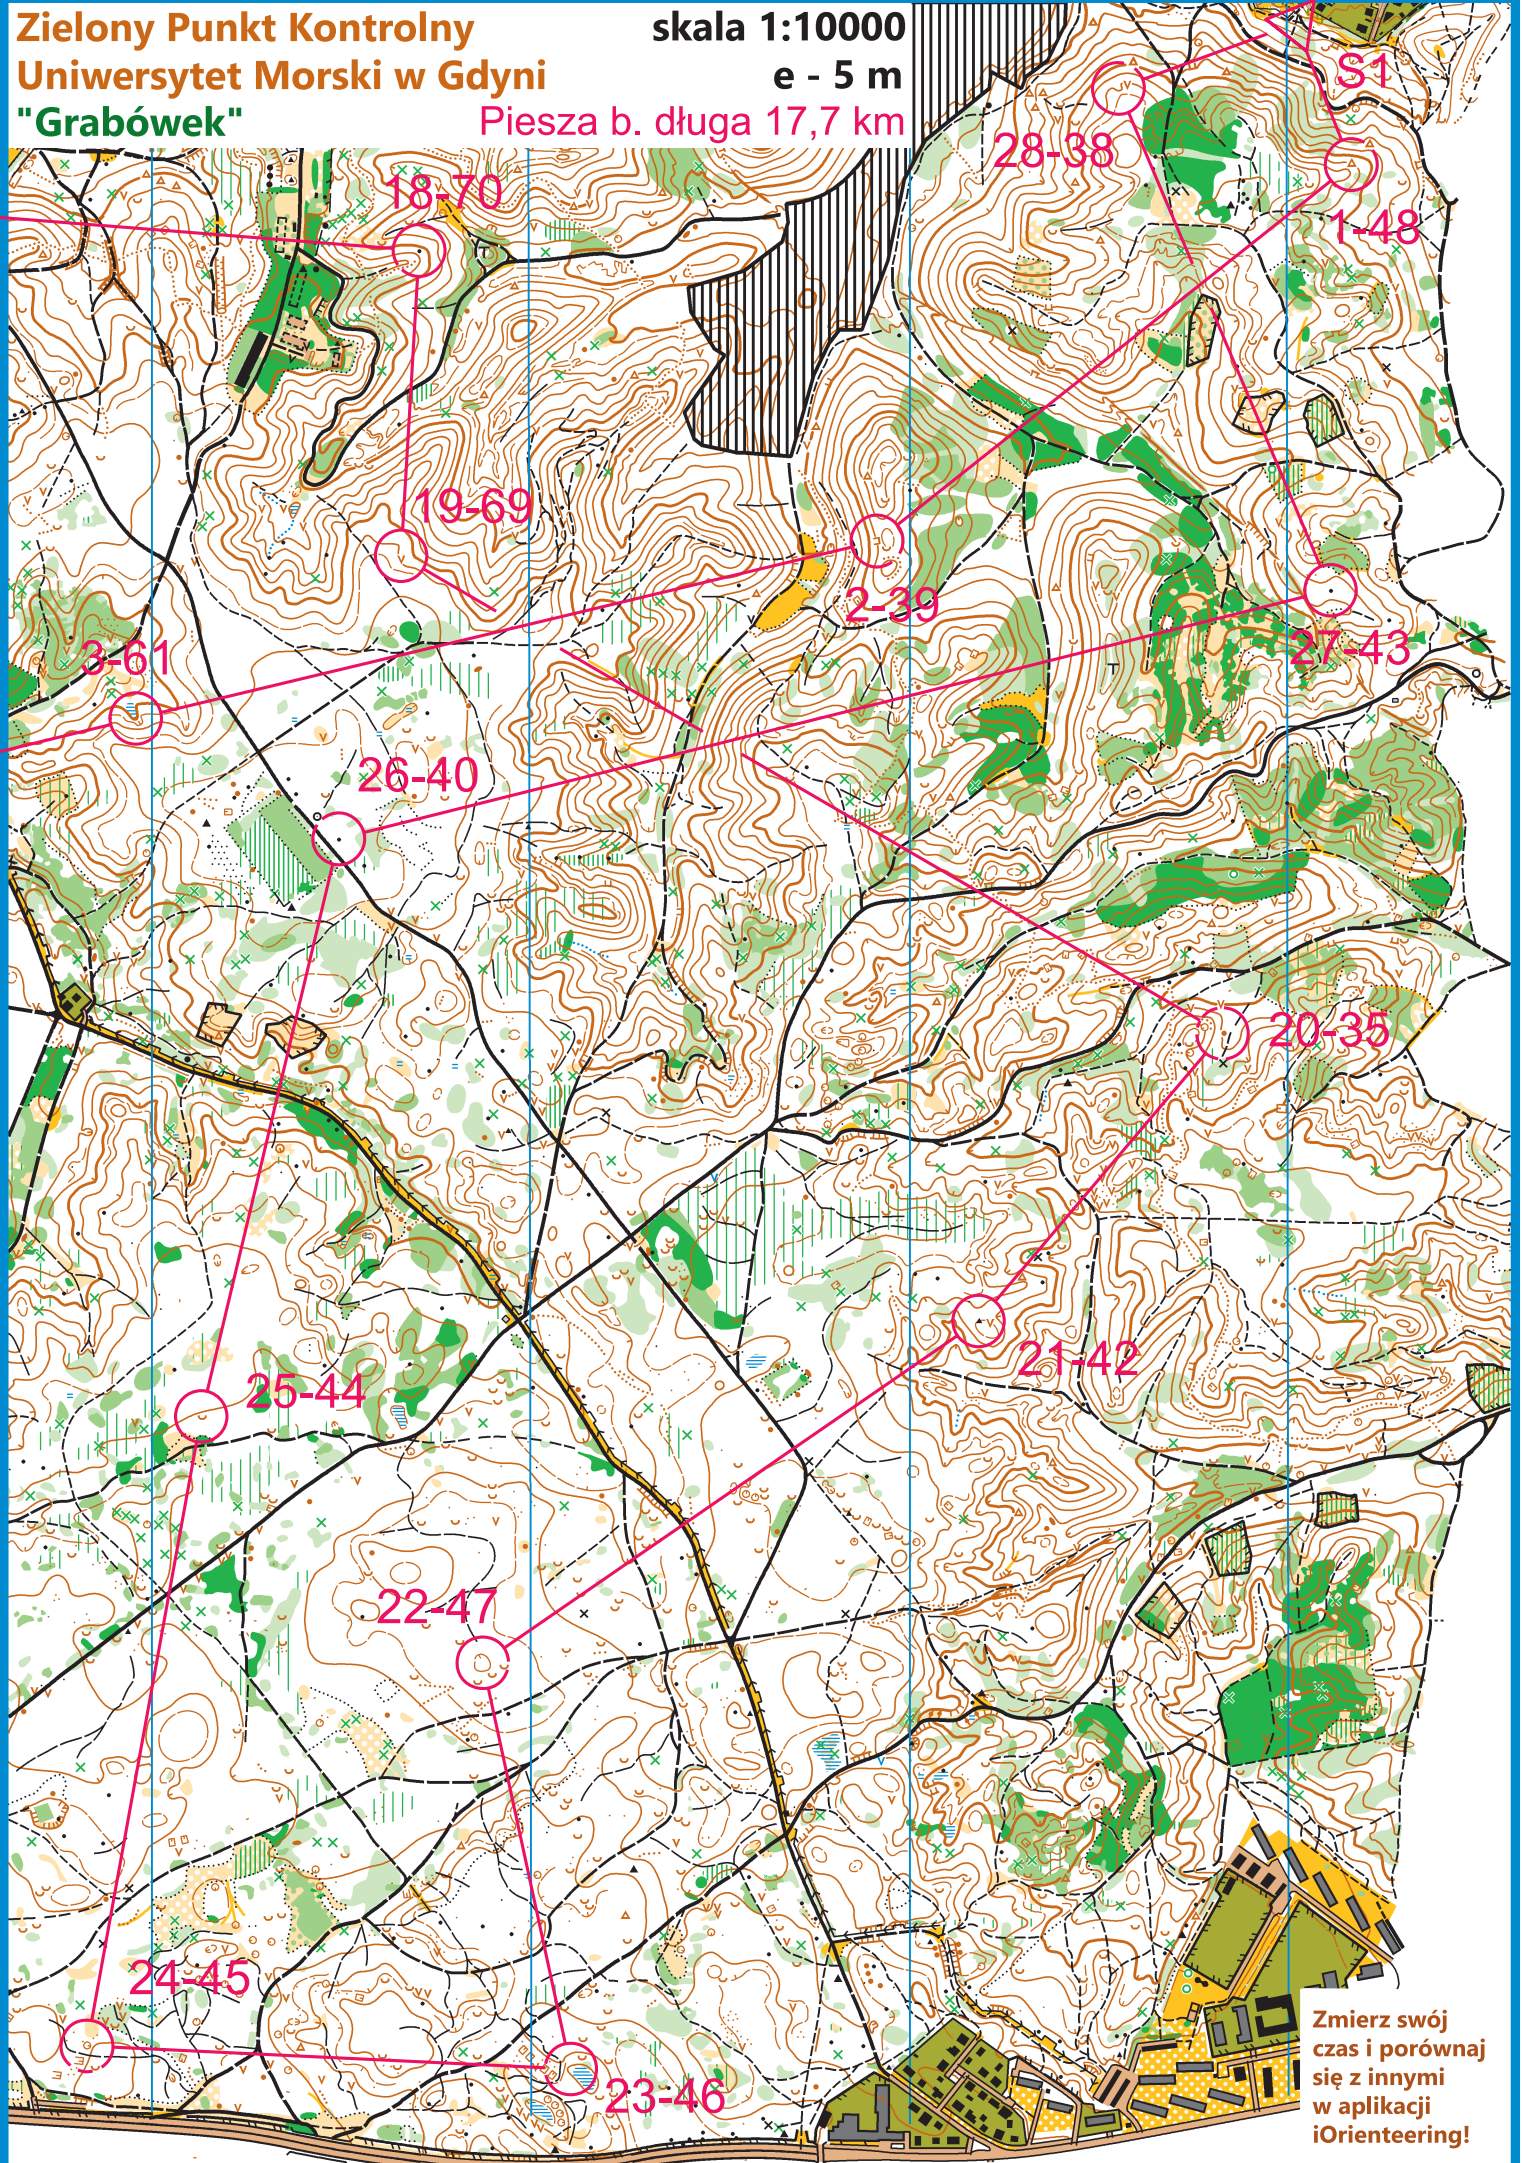 Zielony Punkt Kontrolny
Uniwersytet Morski w Gdyni
"Grabówek"
skala 1:10000
e - 5 m
Piesza b. długa 17,7 km
S1
28-38
18-70
1-48
19-69
2-39
27-43
3-61
26-40
20-35
21-42
25-44
22-47
24-45
23-46
Zmierz swój
czas i porównaj
się z innymi
w aplikacji
iOrienteering!